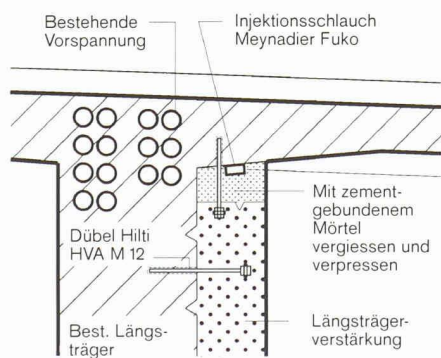 Bestehende
Vorspannung
Injektionsschlauch
Meynadier Fuko
Mit zement-
gebundenem
Mörtel
vergiessen und
verpressen
Dübel Hilti
HVA M 12
Best. Längs-
träger
Längsträger-
verstärkung